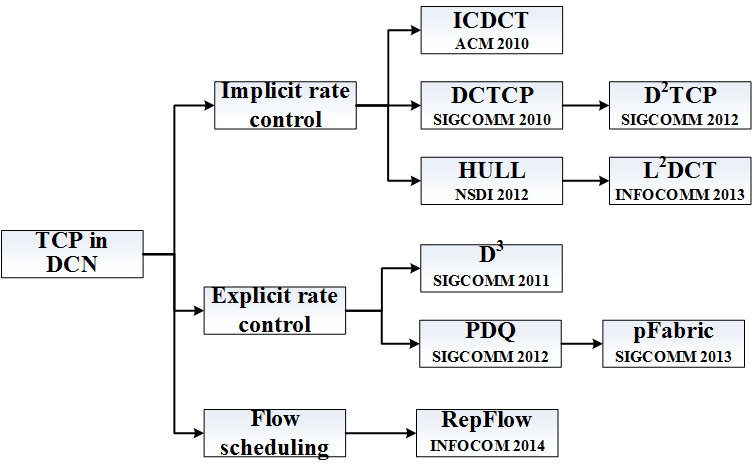 ICDCT
ACM 2010
Implicit rate
control
DCTCP
SIGCOMM 2010
D²TCP
SIGCOMM 2012
HULL
NSDI 2012
L²DCT
INFOCOMM 2013
TCP in
DCN
D³
SIGCOMM 2011
Explicit rate
control
PDQ
SIGCOMM 2012
pFabric
SIGCOMM 2013
Flow
scheduling
RepFlow
INFOCOM 2014